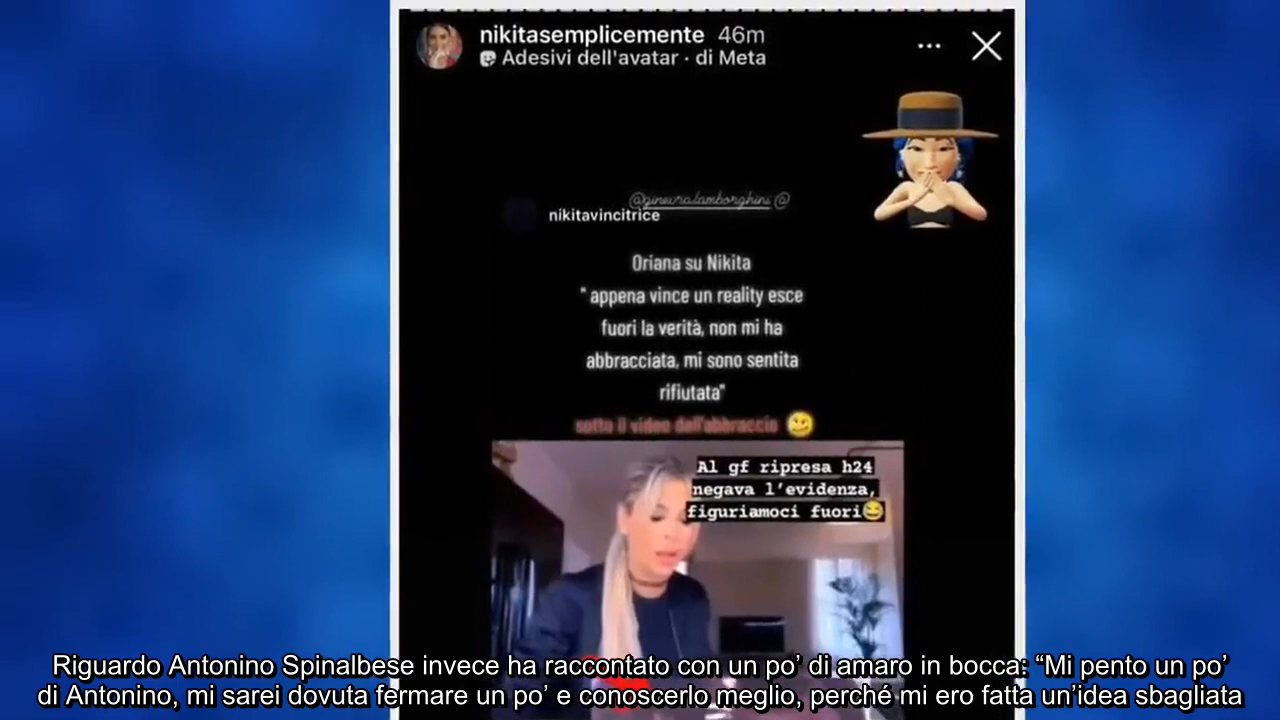 nikitasemplicemente 46m
Adesivi dell'avatar · di Meta
@ginevralamborghini @
nikitavincitrice
Oriana su Nikita
" appena vince un reality esce
fuori la verità, non mi ha
abbracciata, mi sono sentita
rifiutata"
sotto il video dell'abbraccio 🥴
Al gf ripresa h24
negava l'evidenza,
figuriamoci fuori😂
Riguardo Antonino Spinalbese invece ha raccontato con un po’ di amaro in bocca: “Mi pento un po’
di Antonino, mi sarei dovuta fermare un po’ e conoscerlo meglio, perché mi ero fatta un’idea sbagliata